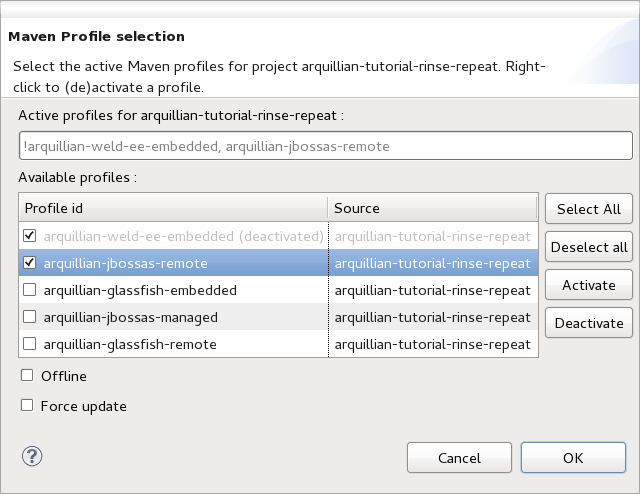 Maven Profile selection
Select the active Maven profiles for project arquillian-tutorial-rinse-repeat. Right-
click to (de)activate a profile.
Active profiles for arquillian-tutorial-rinse-repeat :
!arquillian-weld-ee-embedded, arquillian-jbossas-remote
Available profiles :
Profile id Source
arquillian-weld-ee-embedded (deactivated) arquillian-tutorial-rinse-repeat
arquillian-jbossas-remote arquillian-tutorial-rinse-repeat
arquillian-glassfish-embedded arquillian-tutorial-rinse-repeat
arquillian-jbossas-managed arquillian-tutorial-rinse-repeat
arquillian-glassfish-remote arquillian-tutorial-rinse-repeat
Select All
Deselect all
Activate
Deactivate
Offline
Force update
?
Cancel OK